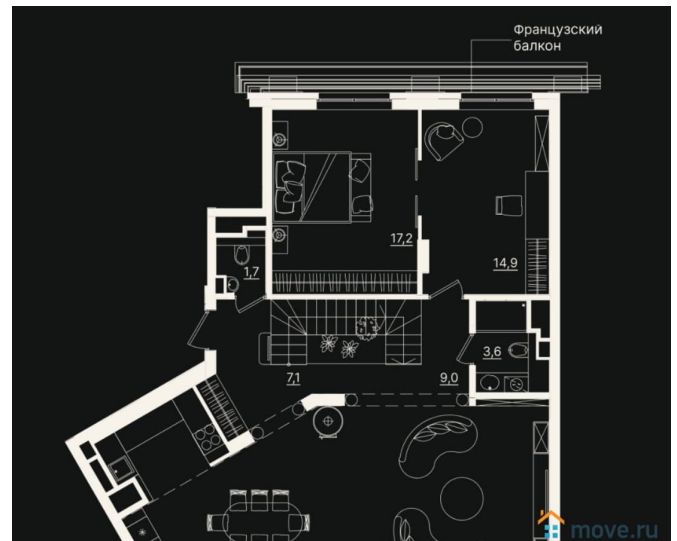 Французский
балкон
17,2
14,9
1,7
3,6
7,1
9,0
move.ru